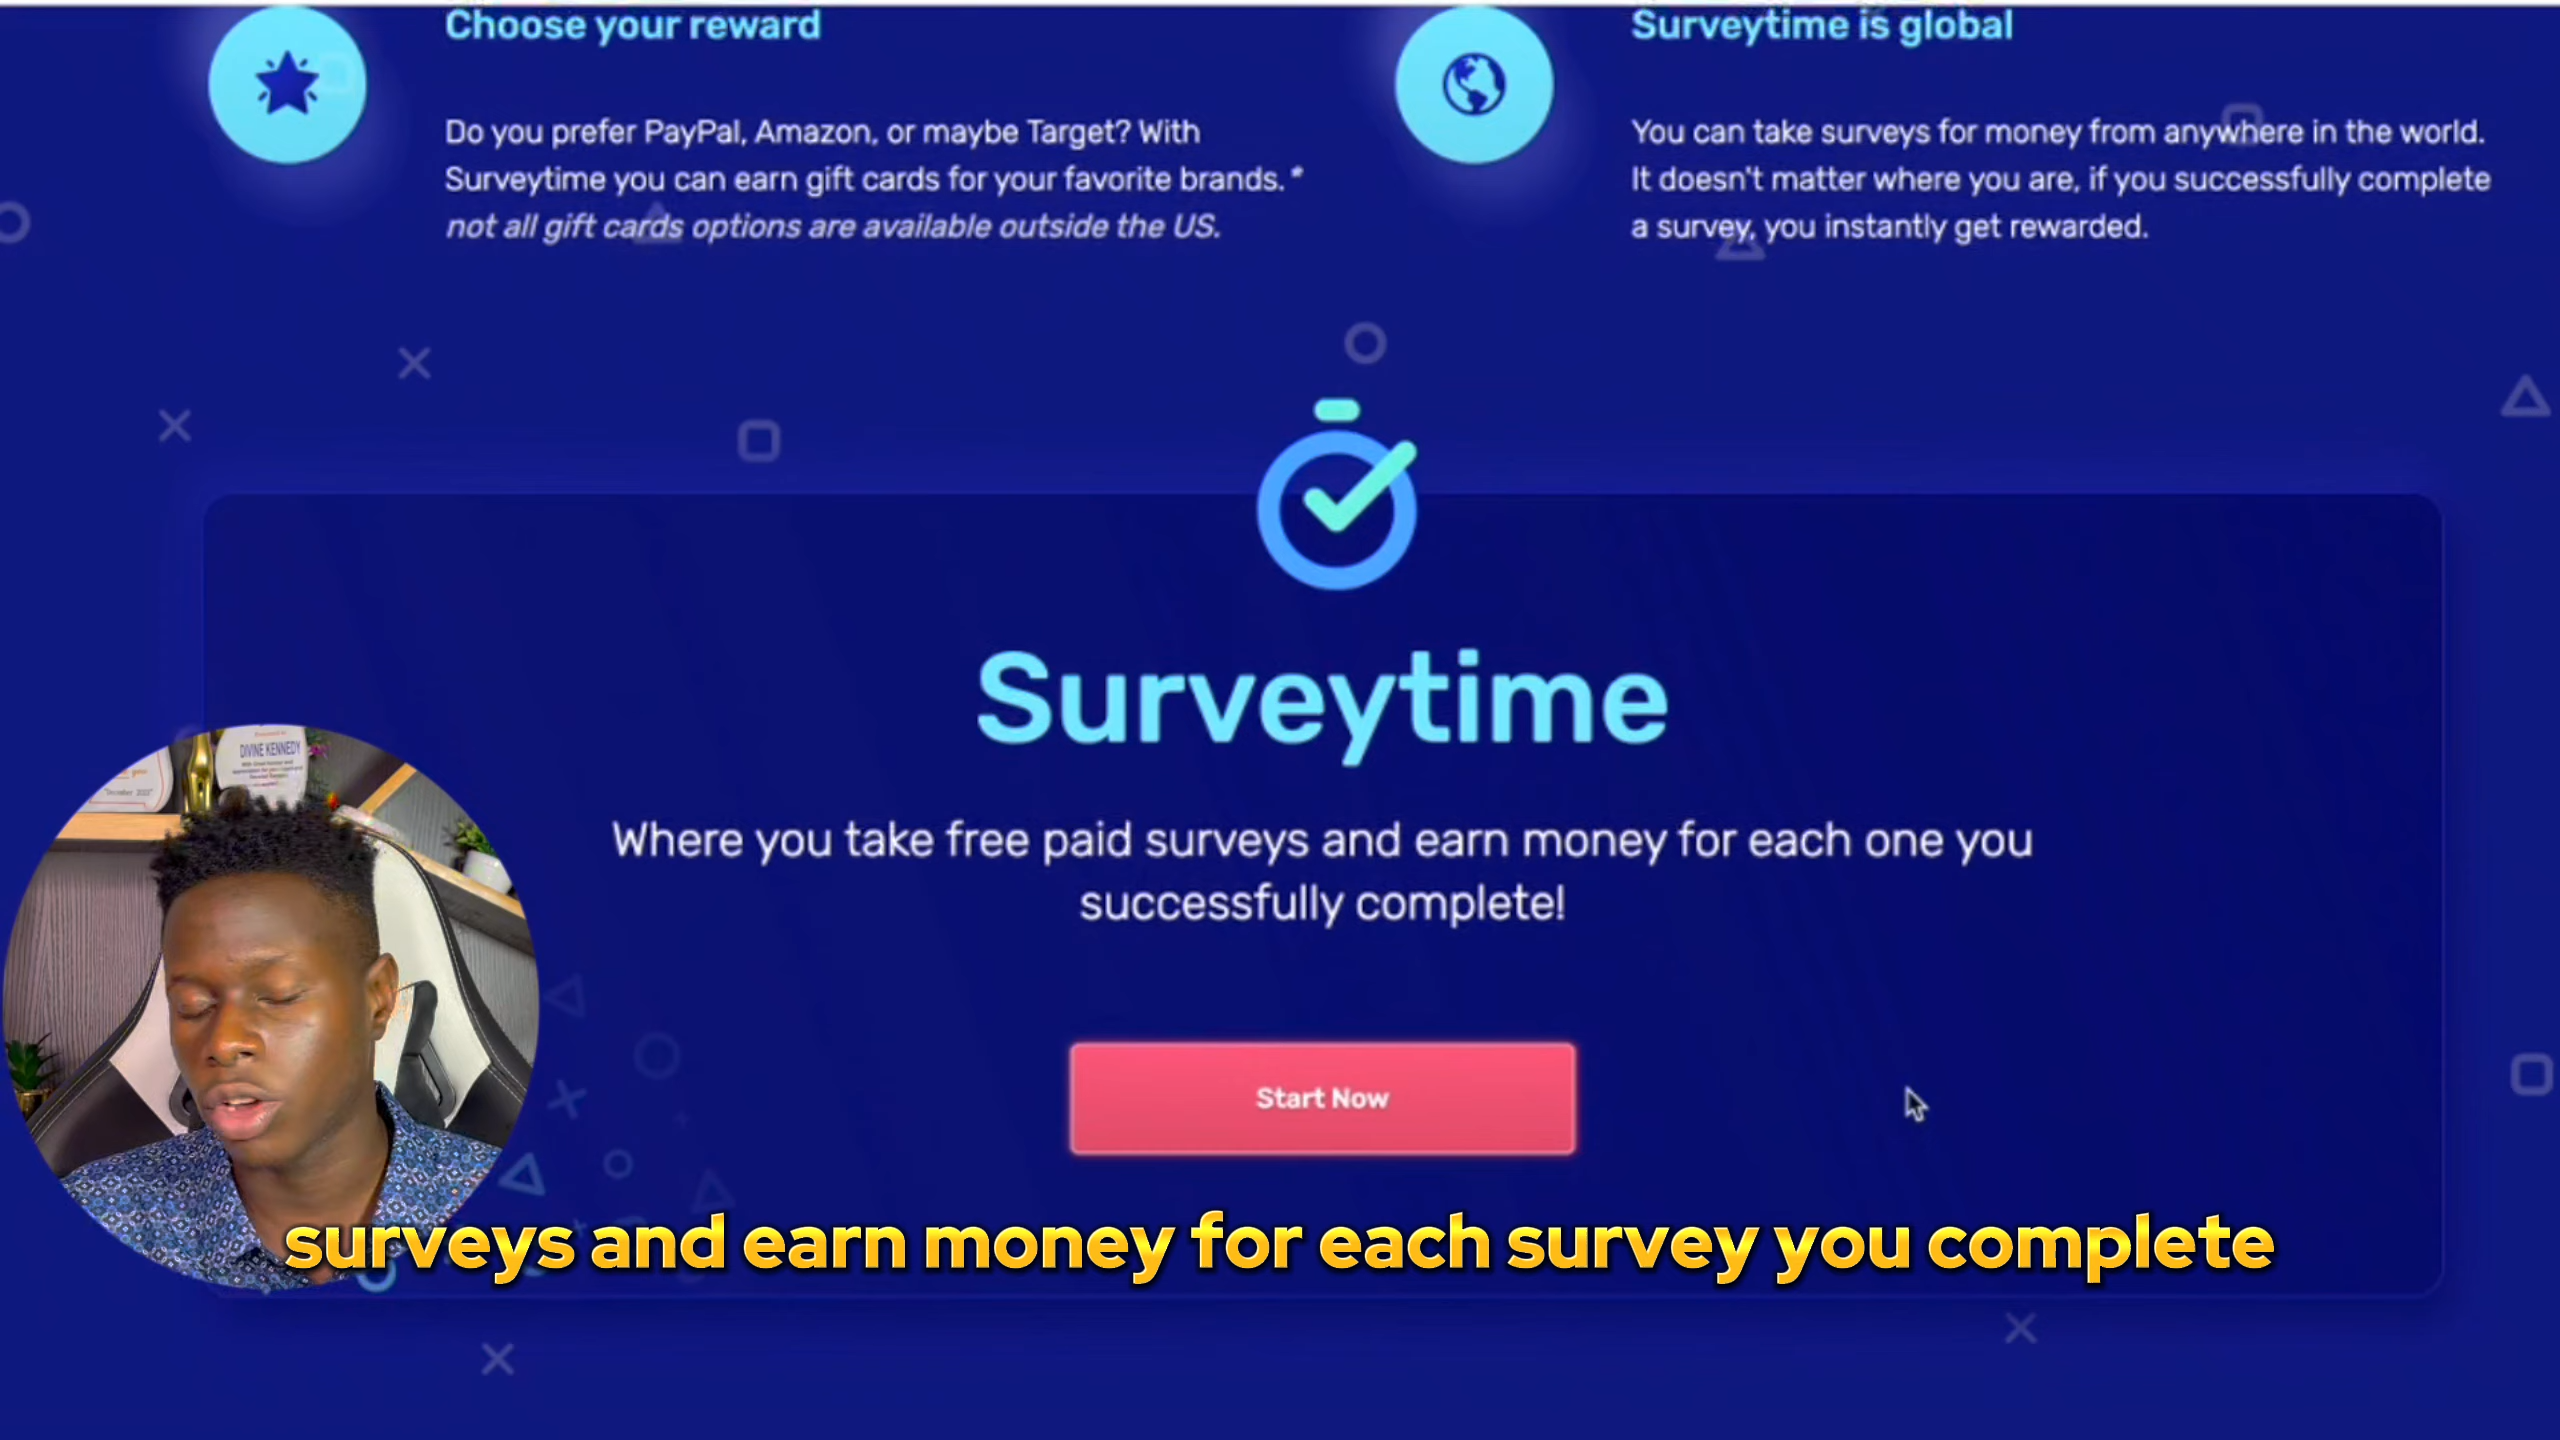 Choose your reward
Do you prefer PayPal, Amazon, or maybe Target? With
Surveytime you can earn gift cards for your favorite brands.*
not all gift cards options are available outside the US.
Surveytime is global
You can take surveys for money from anywhere in the world.
It doesn't matter where you are, if you successfully complete
a survey, you instantly get rewarded.
Surveytime
Where you take free paid surveys and earn money for each one you
successfully complete!
DIVINE KENNEDY
Start Now
surveys and earn money for each survey you complete